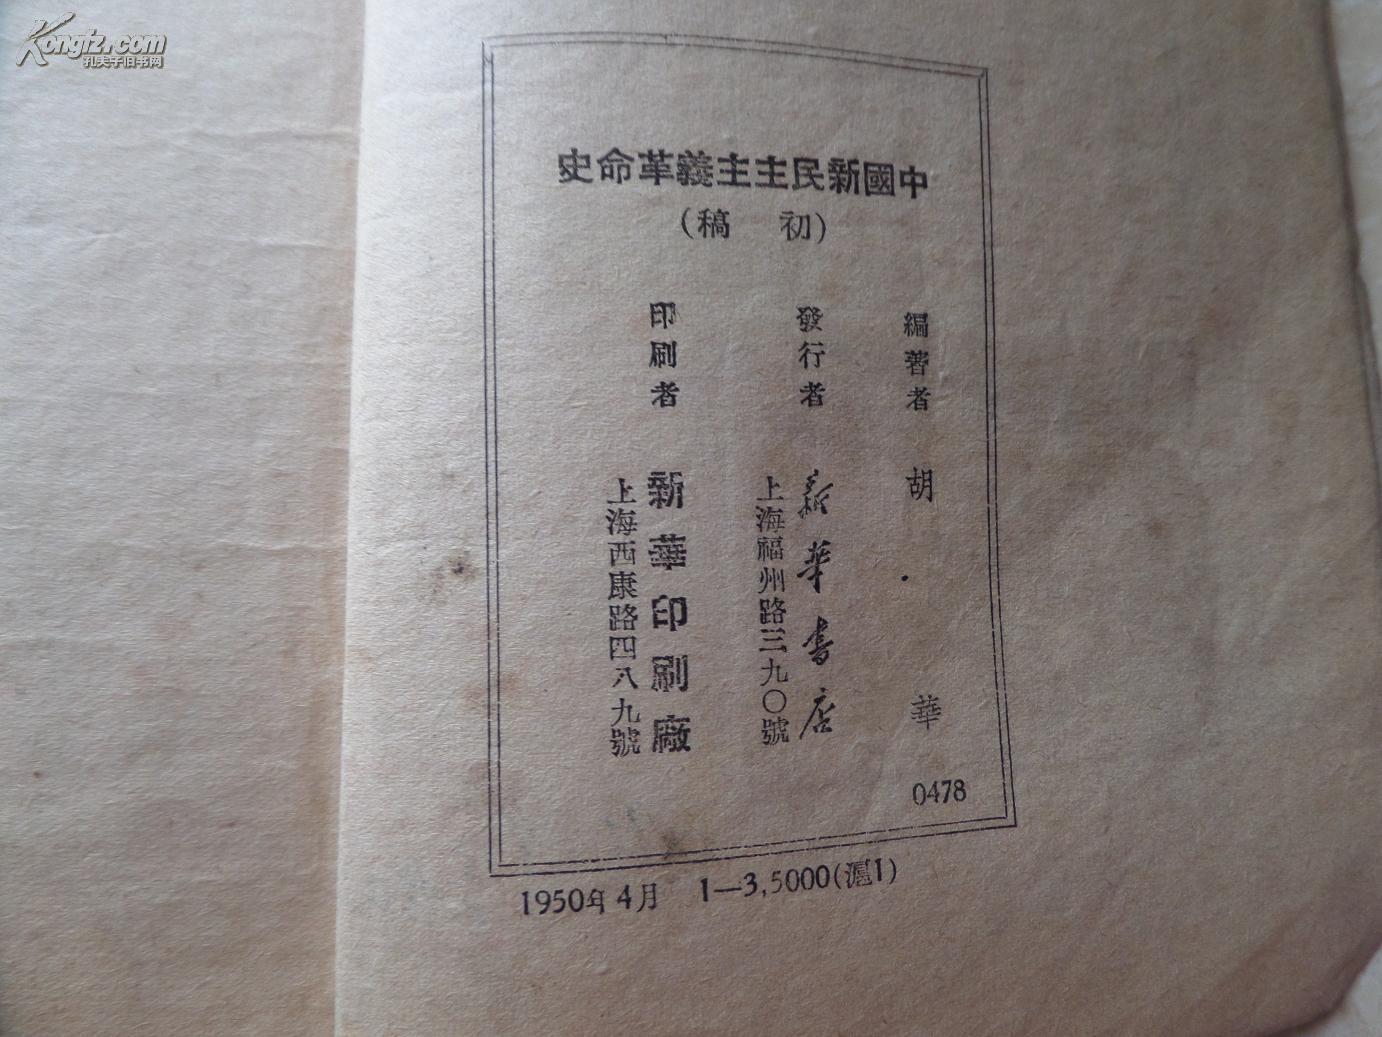 Kongfz.com
孔夫子旧书网
中國新民主主義革命史
(初稿)
編著者 胡華
發行者 新華書店
上海福州路三九〇號
印刷者 新華印刷廠
上海西康路四八九號
0478
1950年4月 1—3,5000(滬1)